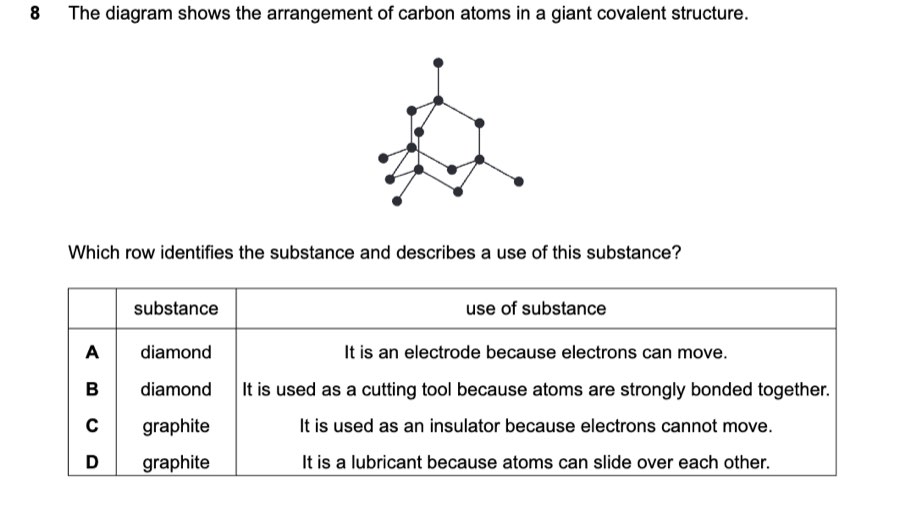 8 The diagram shows the arrangement of carbon atoms in a giant covalent structure.
Which row identifies the substance and describes a use of this substance?
substance use of substance
A diamond It is an electrode because electrons can move.
B diamond It is used as a cutting tool because atoms are strongly bonded together.
C graphite It is used as an insulator because electrons cannot move.
D graphite It is a lubricant because atoms can slide over each other.